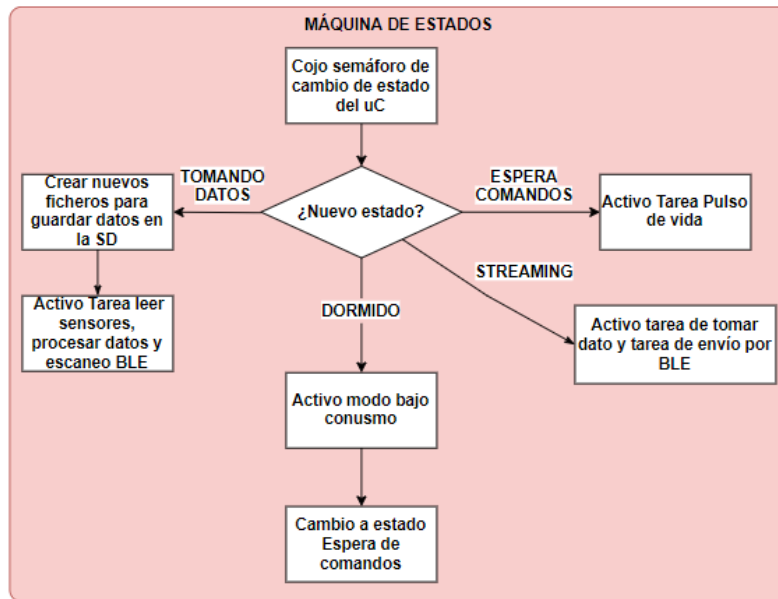 MÁQUINA DE ESTADOS
Cojo semáforo de
cambio de estado
del uC
¿Nuevo estado?
TOMANDO
DATOS
Crear nuevos
ficheros para
guardar datos en
la SD
Activo Tarea leer
sensores,
procesar datos y
escaneo BLE
ESPERA
COMANDOS
Activo Tarea Pulso
de vida
STREAMING
Activo tarea de tomar
dato y tarea de envío por
BLE
DORMIDO
Activo modo bajo
conusmo
Cambio a estado
Espera de
comandos